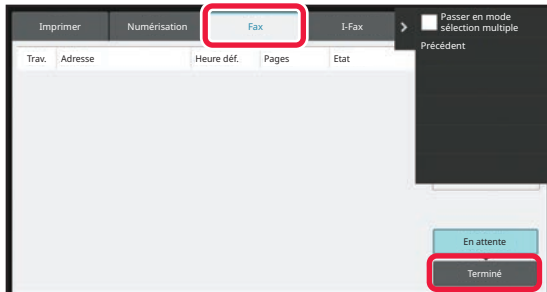 Imprimer Numérisation Fax I-Fax
Passer en mode
sélection multiple
Précédent
Trav. Adresse Heure déf. Pages Etat
En attente
Terminé